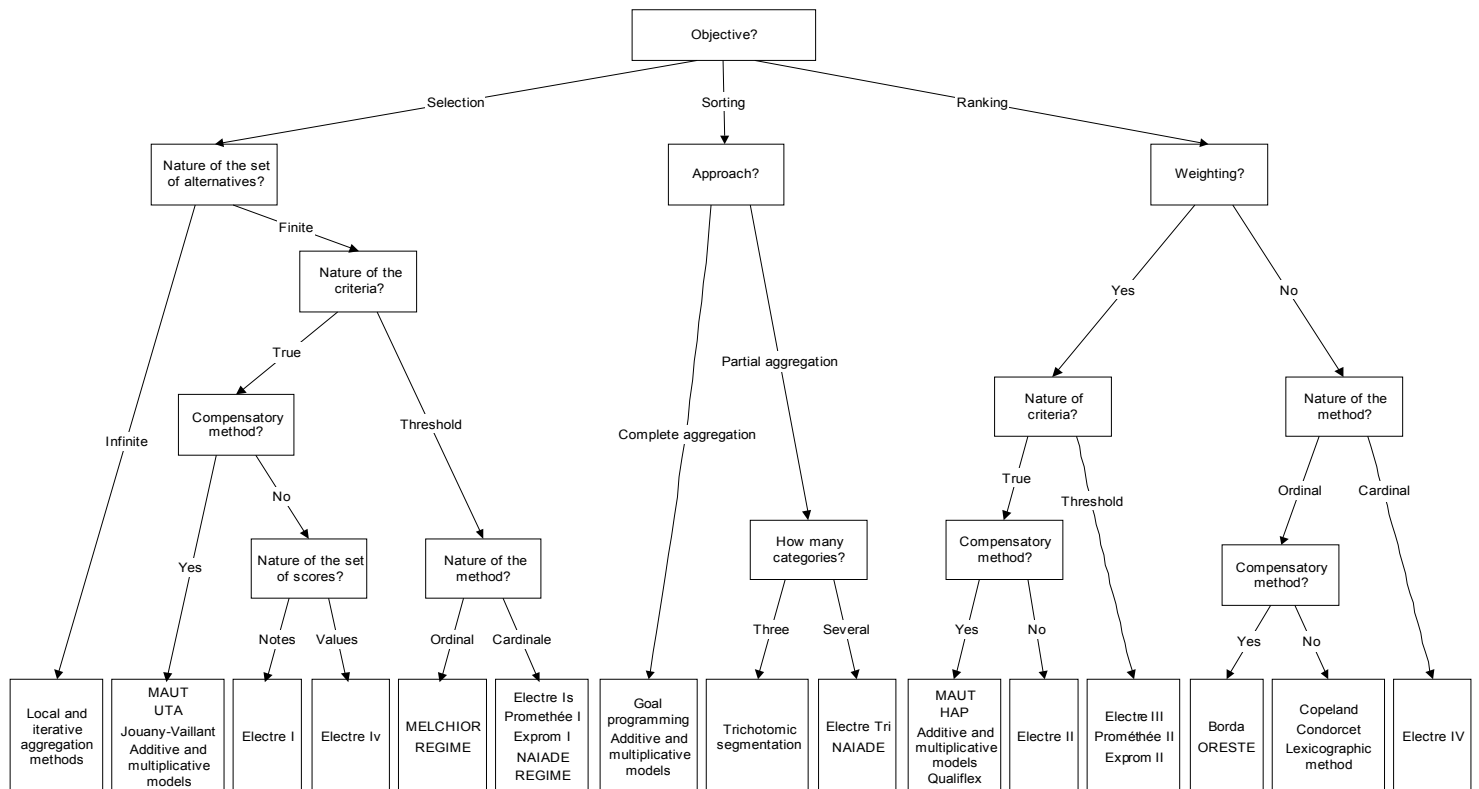 Objective?
Selection
Sorting
Ranking
Nature of the set
of alternatives?
Approach?
Weighting?
Finite
Nature of the
criteria?
Yes
No
True
Partial aggregation
Compensatory
method?
Nature of
criteria?
Nature of the
method?
Infinite
Threshold
Complete aggregation
No
True
Threshold
Ordinal
Cardinal
Yes
Nature of the set
of scores?
Nature of the
method?
How many
categories?
Compensatory
method?
Compensatory
method?
Notes
Values
Ordinal
Cardinale
Three
Several
Yes
No
Yes
No
Local and
iterative
aggregation
methods
MAUT
UTA
Jouany-Vaillant
Additive and
multiplicative
models
Electre I
Electre Iv
MELCHIOR
REGIME
Electre Is
Promethée I
Exprom I
NAIADE
REGIME
Goal
programming
Additive and
multiplicative
models
Trichotomic
segmentation
Electre Tri
NAIADE
MAUT
HAP
Additive and
multiplicative
models
Qualiflex
Electre II
Electre III
Prométhée II
Exprom II
Borda
ORESTE
Copeland
Condorcet
Lexicographic
method
Electre IV